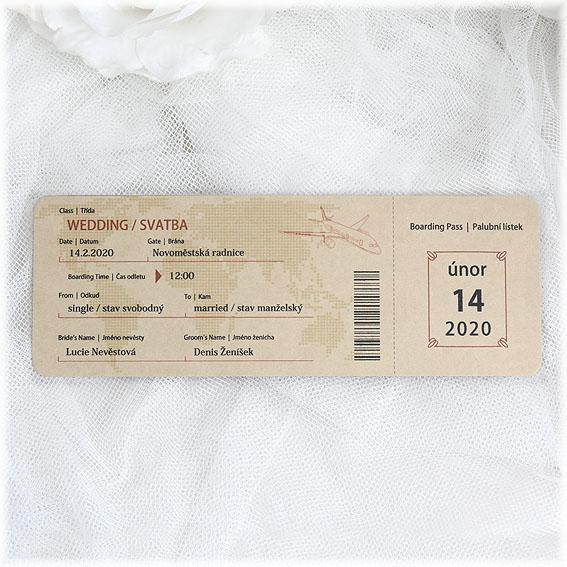 Class | Třída
WEDDING / SVATBA
Date | Datum Gate | Brána
14.2.2020 Novoměstská radnice
Boarding Time | Čas odletu 12:00
From | Odkud To | Kam
single / stav svobodný married / stav manželský
Bride's Name | Jméno nevěsty Groom's Name | Jméno ženicha
Lucie Nevěstová Denis Ženíšek
Boarding Pass | Palubní lístek
únor
14
2020